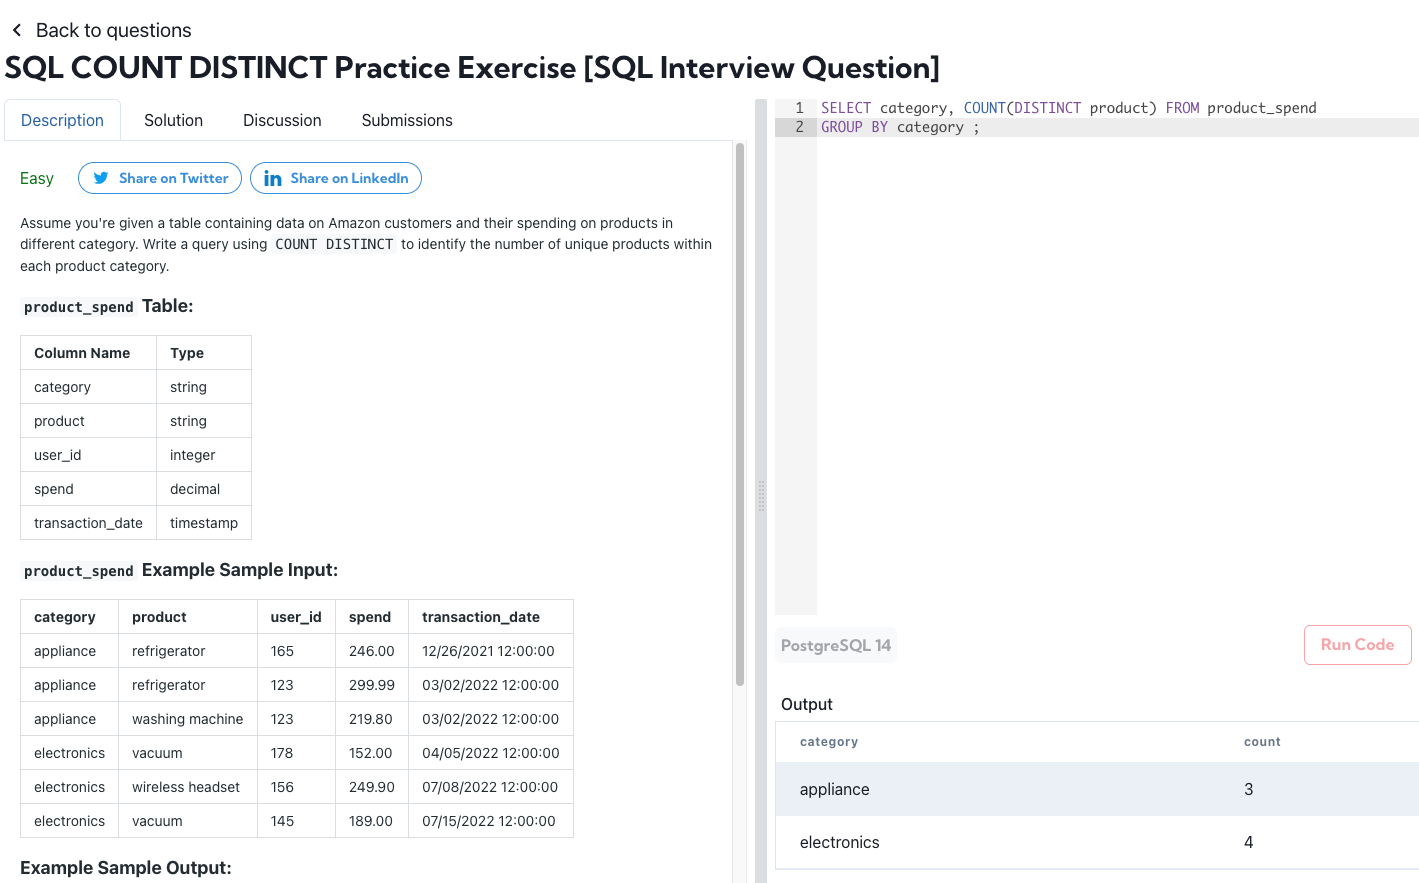 Back to questions
SQL COUNT DISTINCT Practice Exercise [SQL Interview Question]
Description Solution Discussion Submissions
Easy Share on Twitter Share on LinkedIn
Assume you're given a table containing data on Amazon customers and their spending on products in
different category. Write a query using COUNT DISTINCT to identify the number of unique products within
each product category.
product_spend Table:
Column Name Type
category string
product string
user_id integer
spend decimal
transaction_date timestamp
product_spend Example Sample Input:
category product user_id spend transaction_date
appliance refrigerator 165 246.00 12/26/2021 12:00:00
appliance refrigerator 123 299.99 03/02/2022 12:00:00
appliance washing machine 123 219.80 03/02/2022 12:00:00
electronics vacuum 178 152.00 04/05/2022 12:00:00
electronics wireless headset 156 249.90 07/08/2022 12:00:00
electronics vacuum 145 189.00 07/15/2022 12:00:00
Example Sample Output:
1 SELECT category, COUNT(DISTINCT product) FROM product_spend
2 GROUP BY category ;
PostgreSQL 14 Run Code
Output
category count
appliance 3
electronics 4